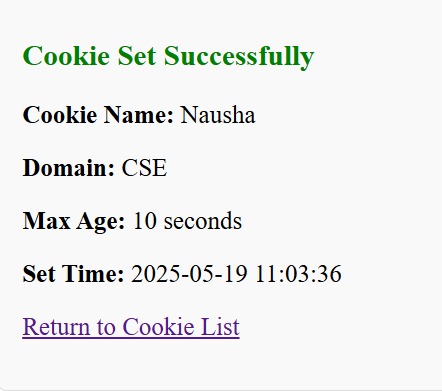 Cookie Set Successfully
Cookie Name: Nausha
Domain: CSE
Max Age: 10 seconds
Set Time: 2025-05-19 11:03:36
Return to Cookie List